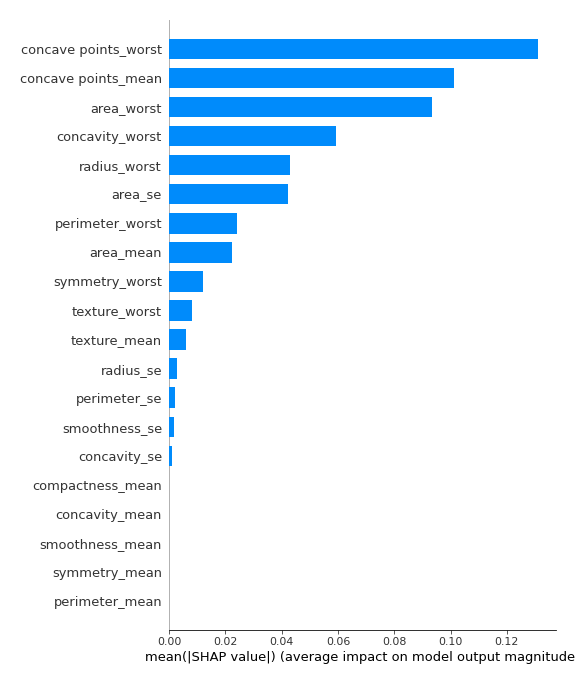 concave points_worst
concave points_mean
area_worst
concavity_worst
radius_worst
area_se
perimeter_worst
area_mean
symmetry_worst
texture_worst
texture_mean
radius_se
perimeter_se
smoothness_se
concavity_se
compactness_mean
concavity_mean
smoothness_mean
symmetry_mean
perimeter_mean
0.00 0.02 0.04 0.06 0.08 0.10 0.12
mean(|SHAP value|) (average impact on model output magnitude